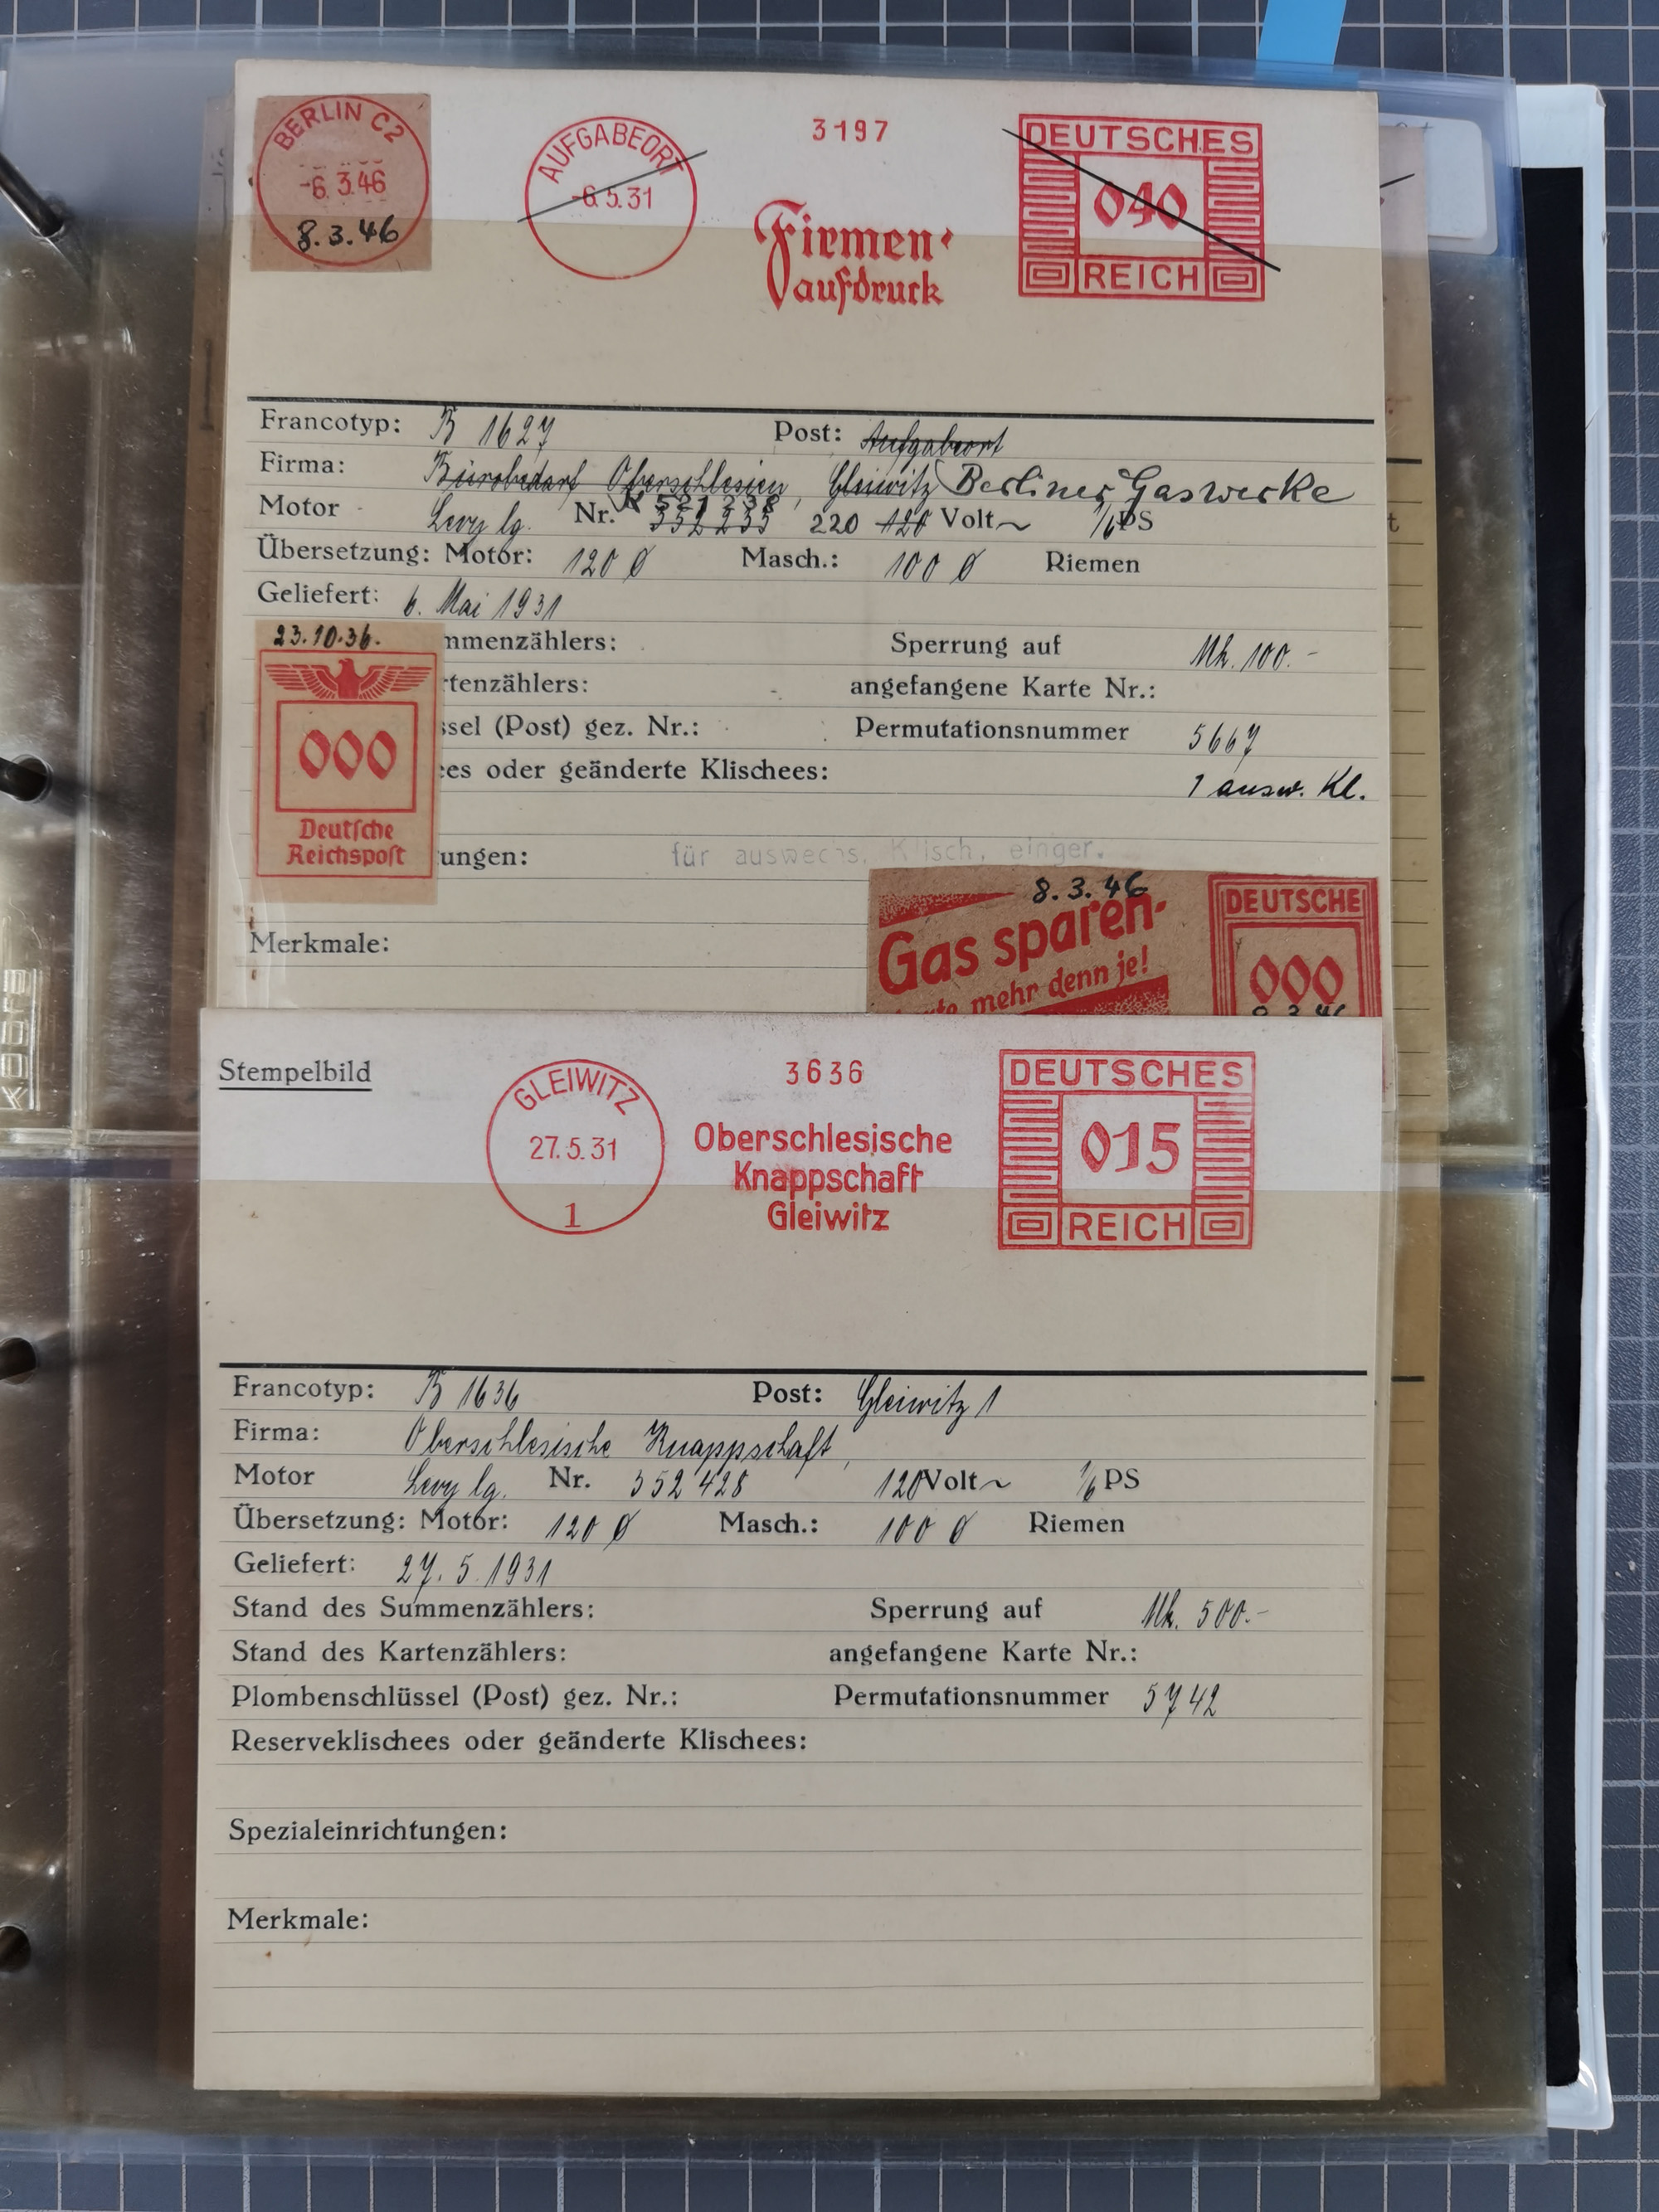 BERLIN C2
-6. 3.46
8.3.46
AUFGABEORT
-6.5.31
3197
Firmen-
aufdruck
DEUTSCHES
040
REICH
Francotyp: B 1627 Post: Aufgabeort
Firma: Bürobedarf Oberschlesien, Gleiwitz Berliner Gaswerke
Motor Levy lg. Nr. 220 120 Volt~ 1/6 PS
Übersetzung: Motor: 120 Ø Masch.: 100 Ø Riemen
Geliefert: 6. Mai 1931
23.10.36.
mmenzählers: Sperrung auf Mk. 100.-
rtenzählers: angefangene Karte Nr.:
ssel (Post) gez. Nr.: Permutationsnummer 5667
ees oder geänderte Klischees:
1 ausw. Kl.
000
Deutsche
Reichspost
tungen: für auswechs. Klisch. einger.
Merkmale:
8.3.46
Gas sparen-
mehr denn je!
DEUTSCHE
000
8.3.46
Stempelbild
GLEIWITZ
27.5.31
1
3636
Oberschlesische
Knappschaft
Gleiwitz
DEUTSCHES
015
REICH
Francotyp: B 1636 Post: Gleiwitz 1
Firma: Oberschlesische Knappschaft,
Motor Levy lg. Nr. 352428 120 Volt~ 1/6 PS
Übersetzung: Motor: 120 Ø Masch.: 100 Ø Riemen
Geliefert: 27. 5. 1931
Stand des Summenzählers: Sperrung auf Mk. 500.-
Stand des Kartenzählers: angefangene Karte Nr.:
Plombenschlüssel (Post) gez. Nr.: Permutationsnummer 5742
Reserveklischees oder geänderte Klischees:
Spezialeinrichtungen:
Merkmale: